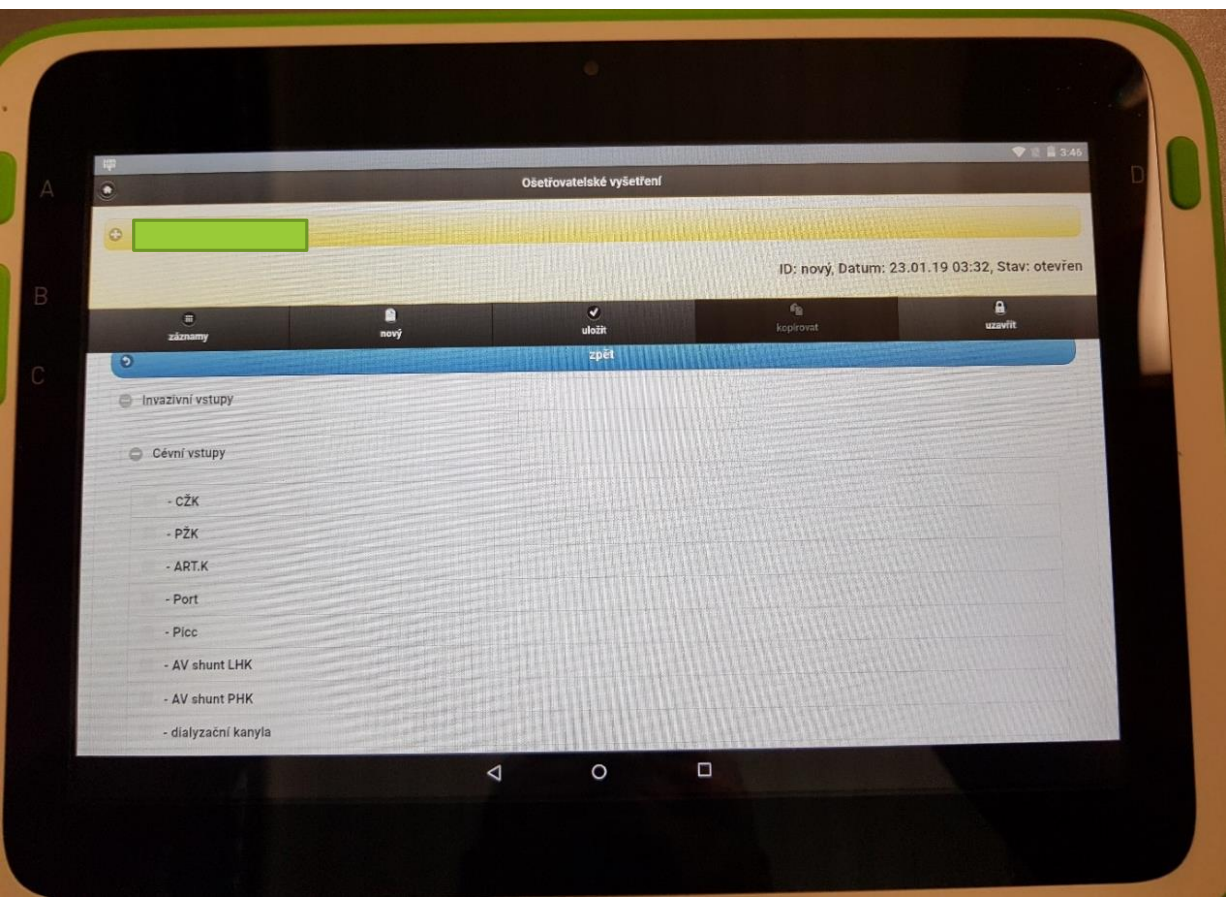 3:46
Ošetřovatelské vyšetření
ID: nový, Datum: 23.01.19 03:32, Stav: otevřen
záznamy nový uložit kopírovat uzavřít
zpět
Invazivní vstupy
Cévní vstupy
- CŽK
- PŽK
- ART.K
- Port
- Picc
- AV shunt LHK
- AV shunt PHK
- dialyzační kanyla
A
B
C
D